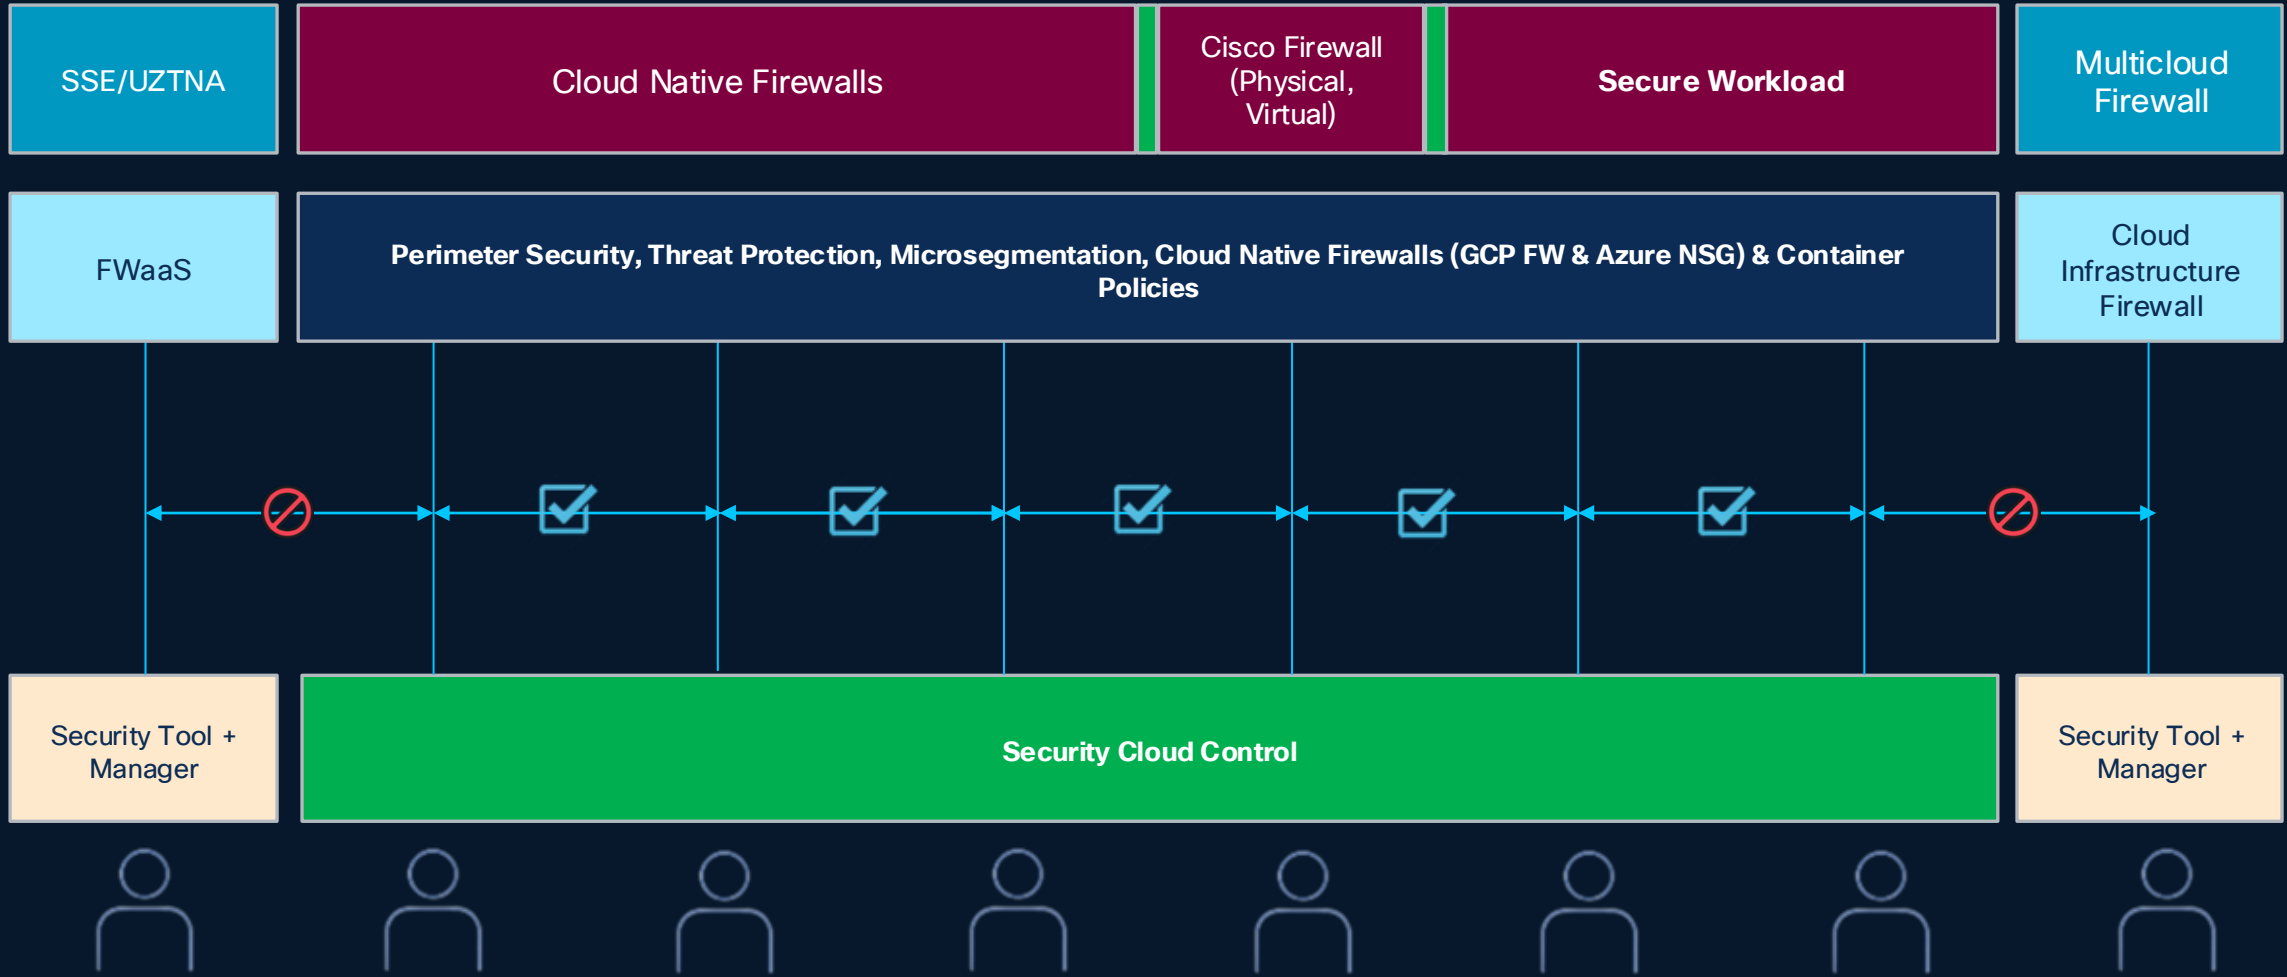 SSE/UZTNA
Cloud Native Firewalls
Cisco Firewall
(Physical,
Virtual)
Secure Workload
Multicloud
Firewall
FWaaS
Perimeter Security, Threat Protection, Microsegmentation, Cloud Native Firewalls (GCP FW & Azure NSG) & Container
Policies
Cloud
Infrastructure
Firewall
Security Tool +
Manager
Security Cloud Control
Security Tool +
Manager